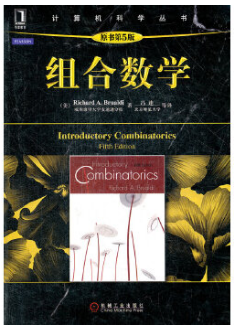 计 算 机 科 学 丛 书
PEARSON
原书第5版
组合数学
(美) Richard A. Brualdi 著
冯速 等译
Introductory Combinatorics
Fifth Edition
Introductory
Combinatorics
Richard A. Brualdi
机械工业出版社
China Machine Press